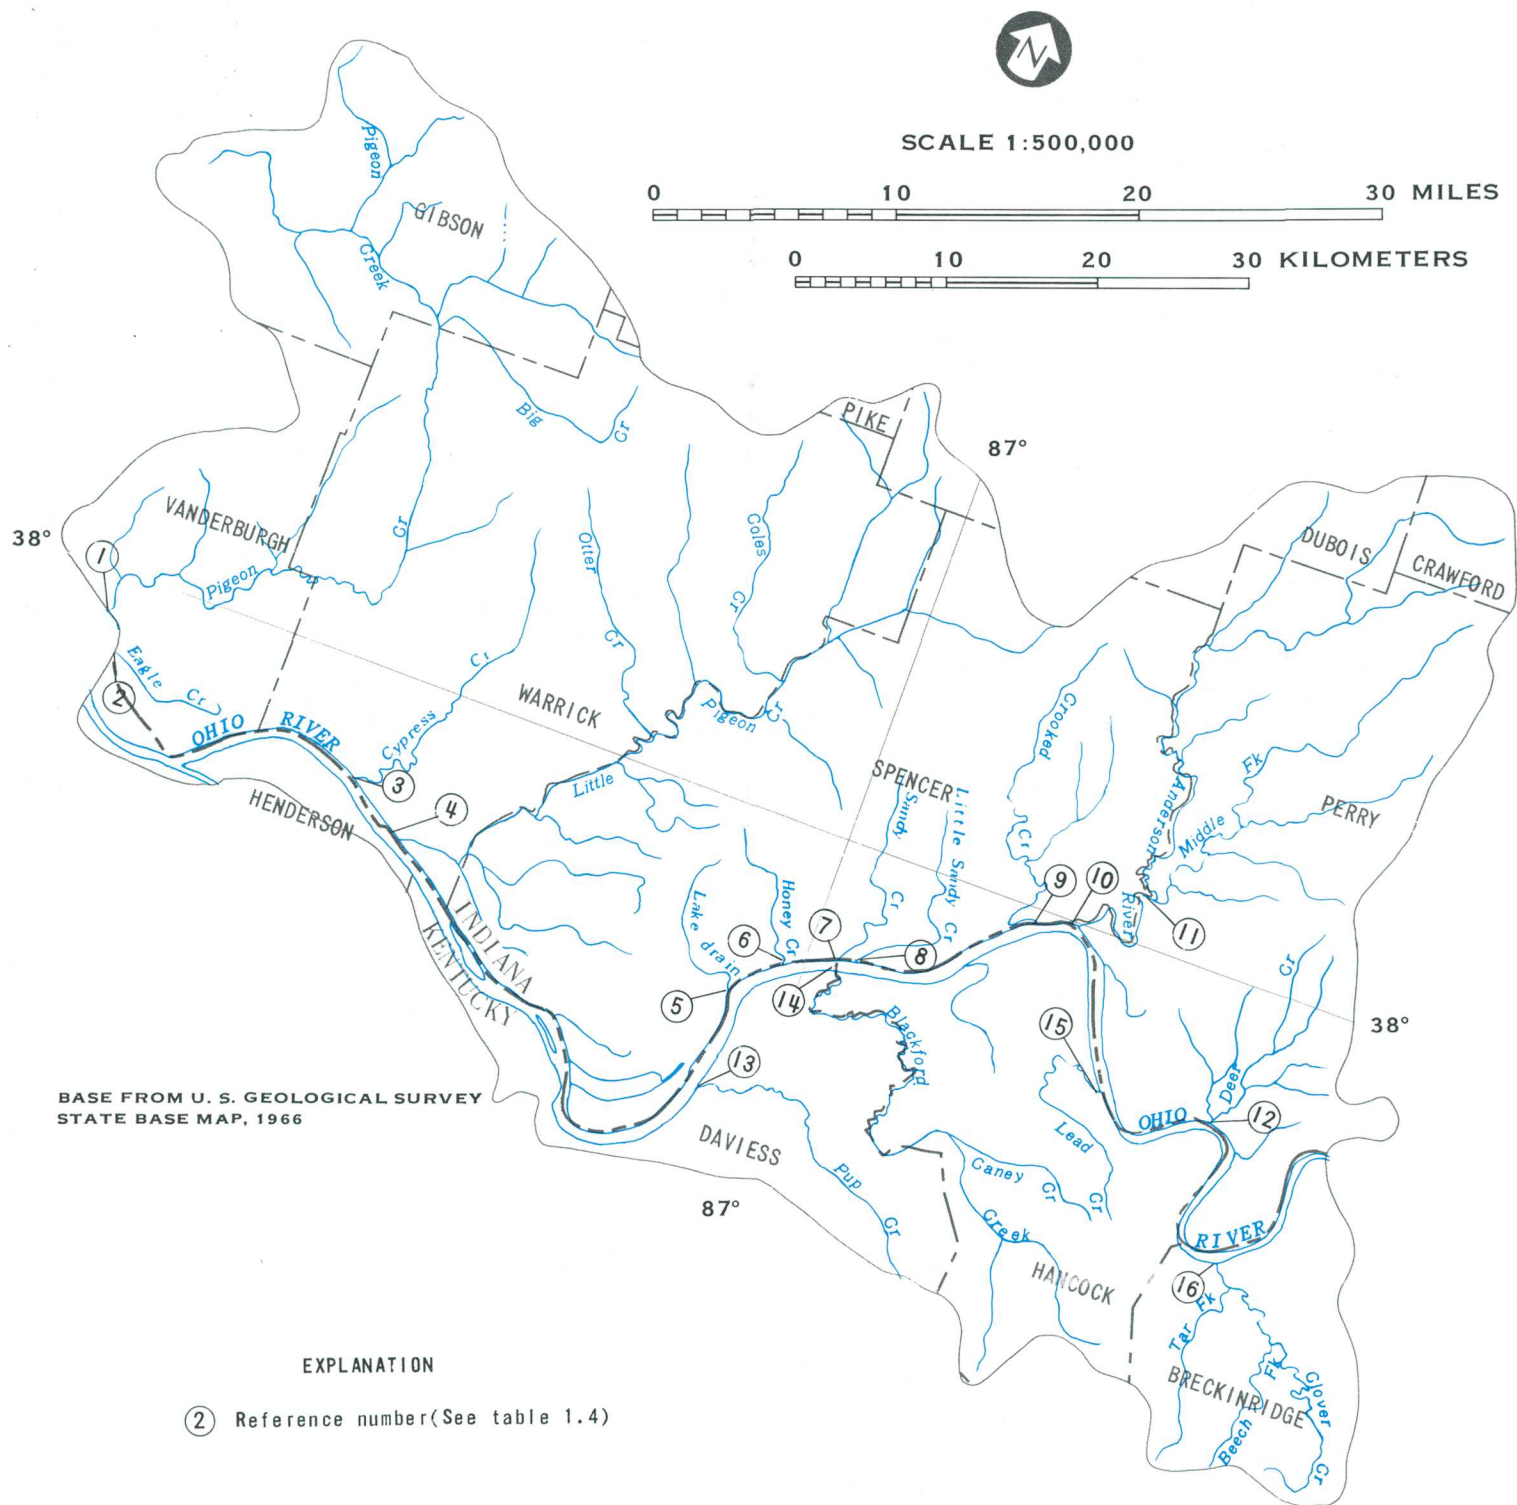 N
SCALE 1:500,000
0 10 20 30 MILES
0 10 20 30 KILOMETERS
Pigeon
Creek
GIBSON
Big
Cr
PIKE
87°
38°
VANDERBURGH
Pigeon
Cr
1
Eagle
Cr
2
OHIO RIVER
HENDERSON
Cypress
Cr
3
4
WARRICK
Otter
Cr
Coles
Cr
Little
Pigeon
Cr
SPENCER
Sandy
Cr
Little Sandy Cr
Crooked
Cr
DUBOIS
CRAWFORD
Anderson
River
Middle
Fk
PERRY
INDIANA
KENTUCKY
Lake drain
Honey Cr
5
6
7
8
9
10
11
14
13
15
Blackford
Deer
Cr
38°
12
OHIO
RIVER
16
BASE FROM U. S. GEOLOGICAL SURVEY
STATE BASE MAP, 1966
DAVIESS
87°
Pup
Cr
Caney
Cr
Creek
Lead
Cr
HANCOCK
Tar
Fk
BRECKINRIDGE
Beech
Fk
Clover
Cr
EXPLANATION
2 Reference number(See table 1.4)